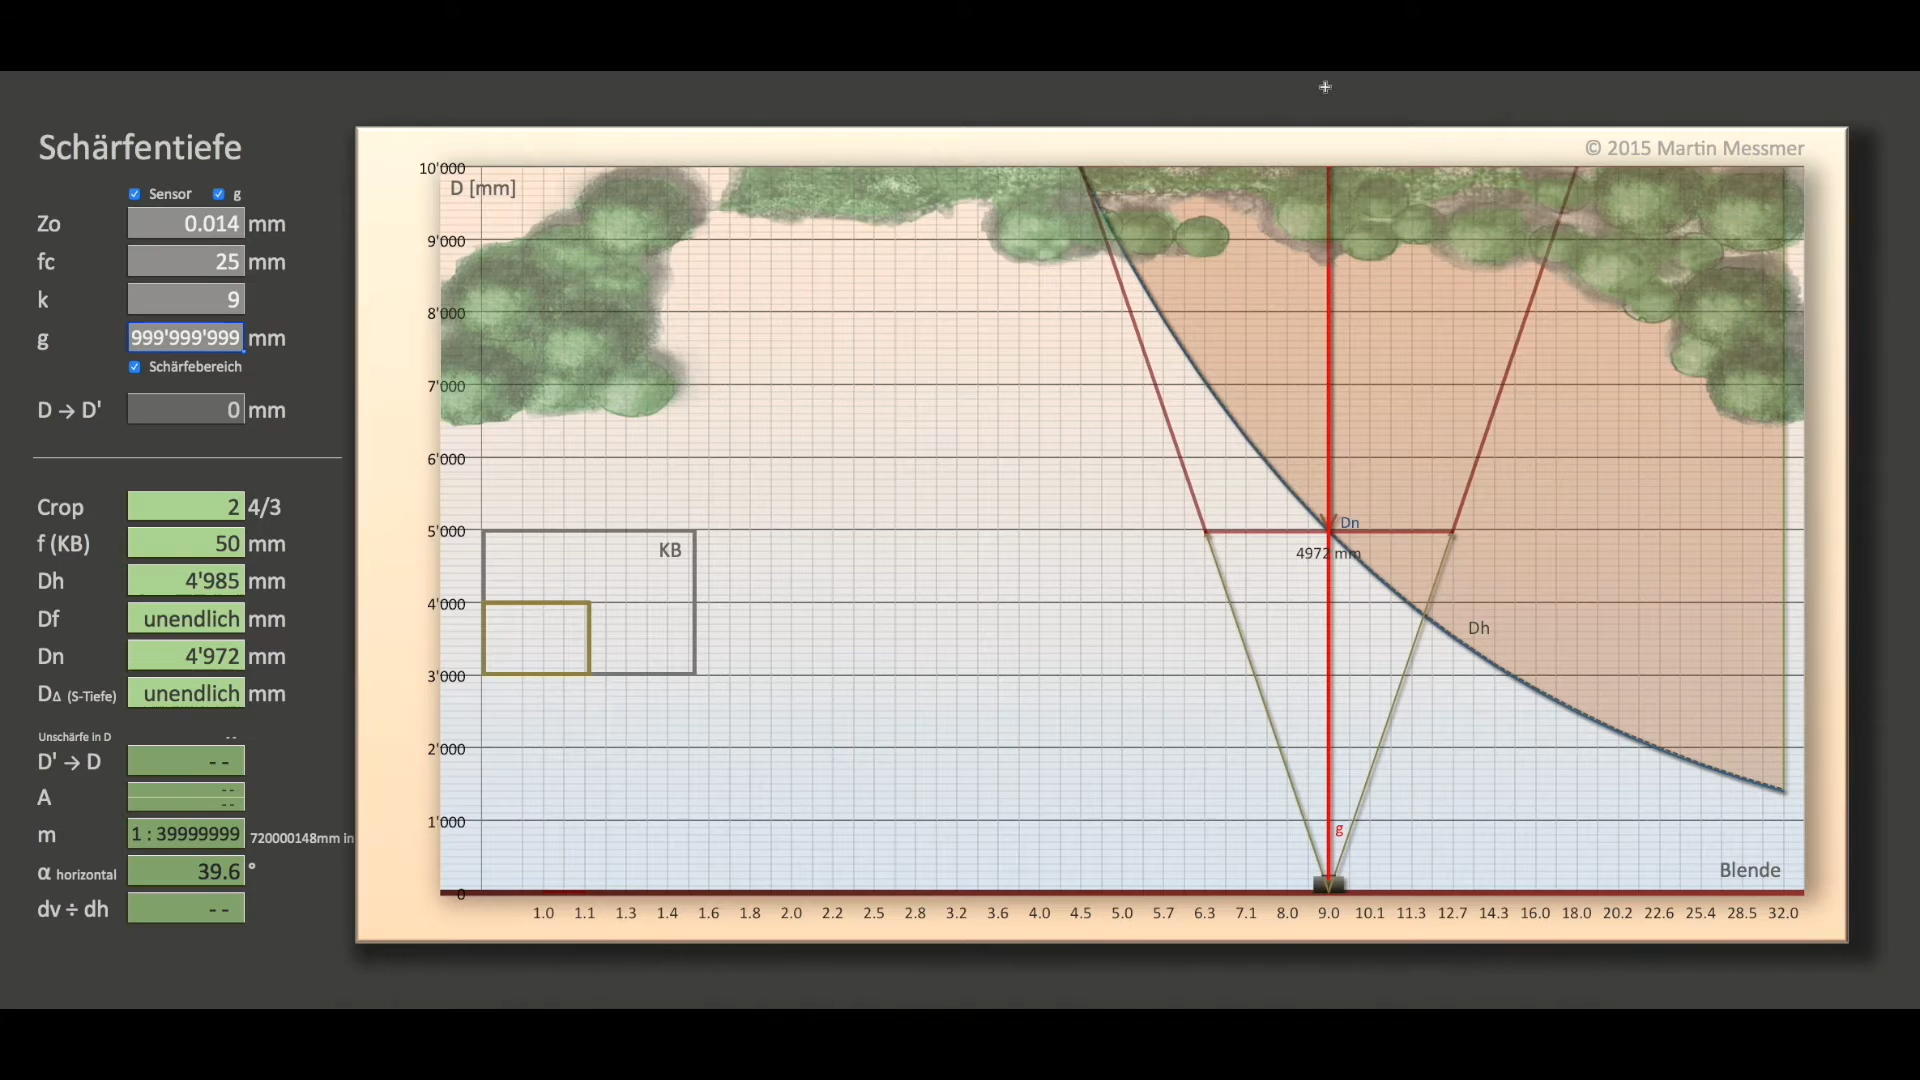 Schärfentiefe
Sensor g
Zo 0.014 mm
fc 25 mm
k 9
g 999'999'999 mm
Schärfebereich
D → D' 0 mm
Crop 2 4/3
f (KB) 50 mm
Dh 4'985 mm
Df unendlich mm
Dn 4'972 mm
D∆ (S-Tiefe) unendlich mm
Unschärfe in D --
D' → D --
A --
--
m 1 : 39999999 720000148mm in
α horizontal 39.6 °
dv ÷ dh --
© 2015 Martin Messmer
D [mm]
10'000
9'000
8'000
7'000
6'000
5'000
4'000
3'000
2'000
1'000
0
KB
Dn
4972 mm
Dh
g
Blende
1.0 1.1 1.3 1.4 1.6 1.8 2.0 2.2 2.5 2.8 3.2 3.6 4.0 4.5 5.0 5.7 6.3 7.1 8.0 9.0 10.1 11.3 12.7 14.3 16.0 18.0 20.2 22.6 25.4 28.5 32.0